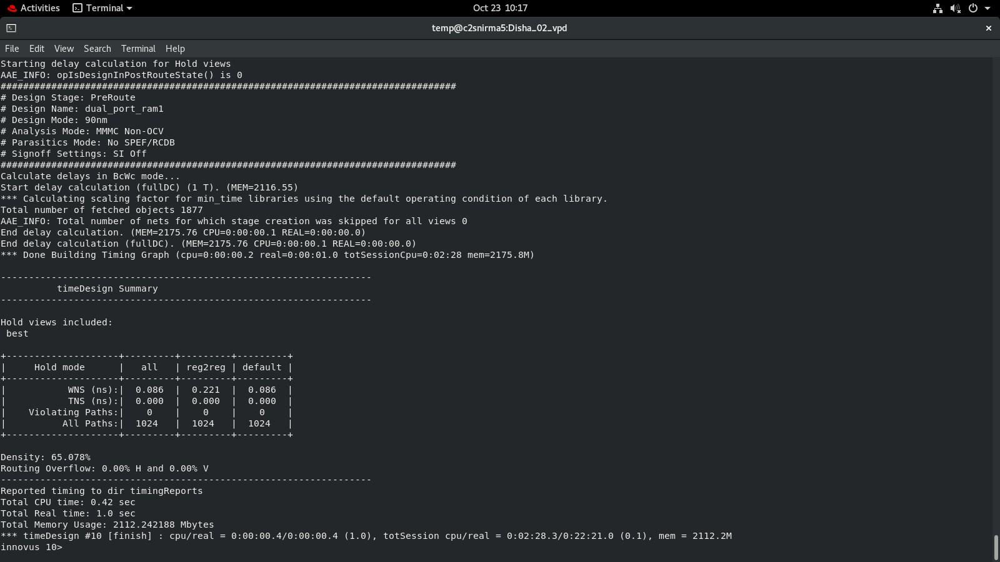 Activities Terminal Oct 23 10:17
temp@c2snirma5:Disha_02_vpd
File Edit View Search Terminal Help
Starting delay calculation for Hold views
AAE_INFO: opIsDesignInPostRouteState() is 0
#################################################################################
# Design Stage: PreRoute
# Design Name: dual_port_ram1
# Design Mode: 90nm
# Analysis Mode: MMMC Non-OCV
# Parasitics Mode: No SPEF/RCDB
# Signoff Settings: SI Off
#################################################################################
Calculate delays in BcWc mode...
Start delay calculation (fullDC) (1 T). (MEM=2116.55)
*** Calculating scaling factor for min_time libraries using the default operating condition of each library.
Total number of fetched objects 1877
AAE_INFO: Total number of nets for which stage creation was skipped for all views 0
End delay calculation. (MEM=2175.76 CPU=0:00:00.1 REAL=0:00:00.0)
End delay calculation (fullDC). (MEM=2175.76 CPU=0:00:00.1 REAL=0:00:00.0)
*** Done Building Timing Graph (cpu=0:00:00.2 real=0:00:01.0 totSessionCpu=0:02:28 mem=2175.8M)
------------------------------------------------------------------
          timeDesign Summary
------------------------------------------------------------------
Hold views included:
 best
+--------------------+---------+---------+---------+
|     Hold mode      |   all   | reg2reg | default |
+--------------------+---------+---------+---------+
|           WNS (ns):|  0.086  |  0.221  |  0.086  |
|           TNS (ns):|  0.000  |  0.000  |  0.000  |
|    Violating Paths:|    0    |    0    |    0    |
|          All Paths:|  1024   |  1024   |  1024   |
+--------------------+---------+---------+---------+
Density: 65.078%
Routing Overflow: 0.00% H and 0.00% V
------------------------------------------------------------------
Reported timing to dir timingReports
Total CPU time: 0.42 sec
Total Real time: 1.0 sec
Total Memory Usage: 2112.242188 Mbytes
*** timeDesign #10 [finish] : cpu/real = 0:00:00.4/0:00:00.4 (1.0), totSession cpu/real = 0:02:28.3/0:22:21.0 (0.1), mem = 2112.2M
innovus 10>